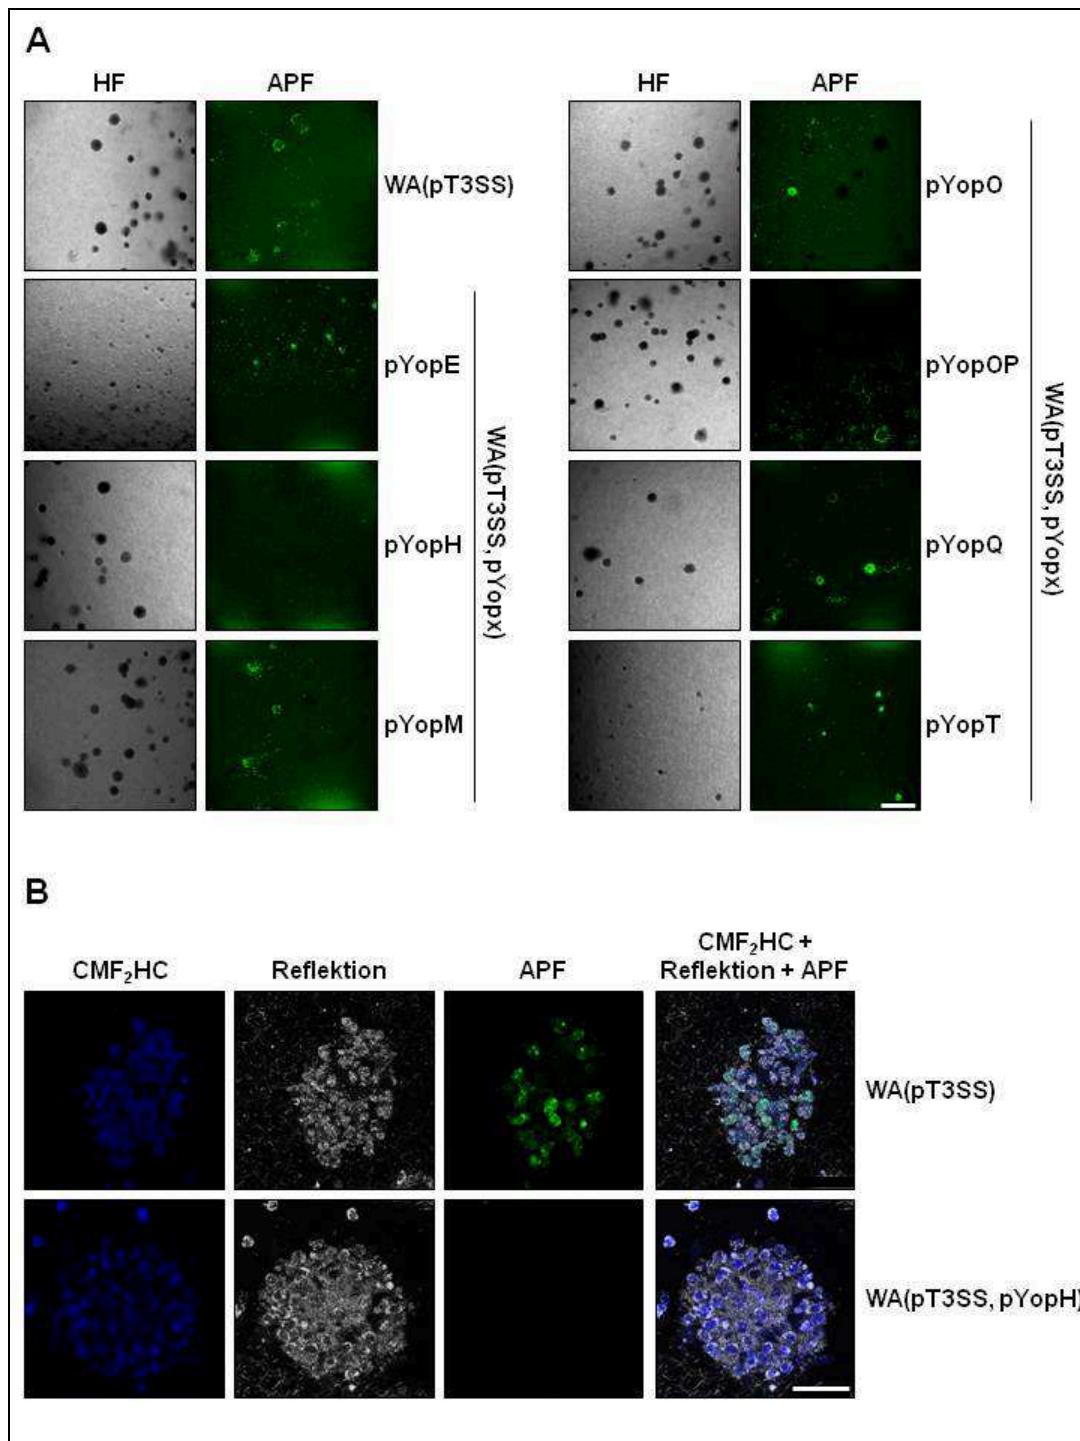 A
HF APF HF APF
WA(pT3SS) pYopO
pYopE pYopOP
pYopH pYopQ
pYopM pYopT
WA(pT3SS, pYopx)
WA(pT3SS, pYopx)
B
CMF₂HC Reflektion APF CMF₂HC +
Reflektion + APF
WA(pT3SS)
WA(pT3SS, pYopH)